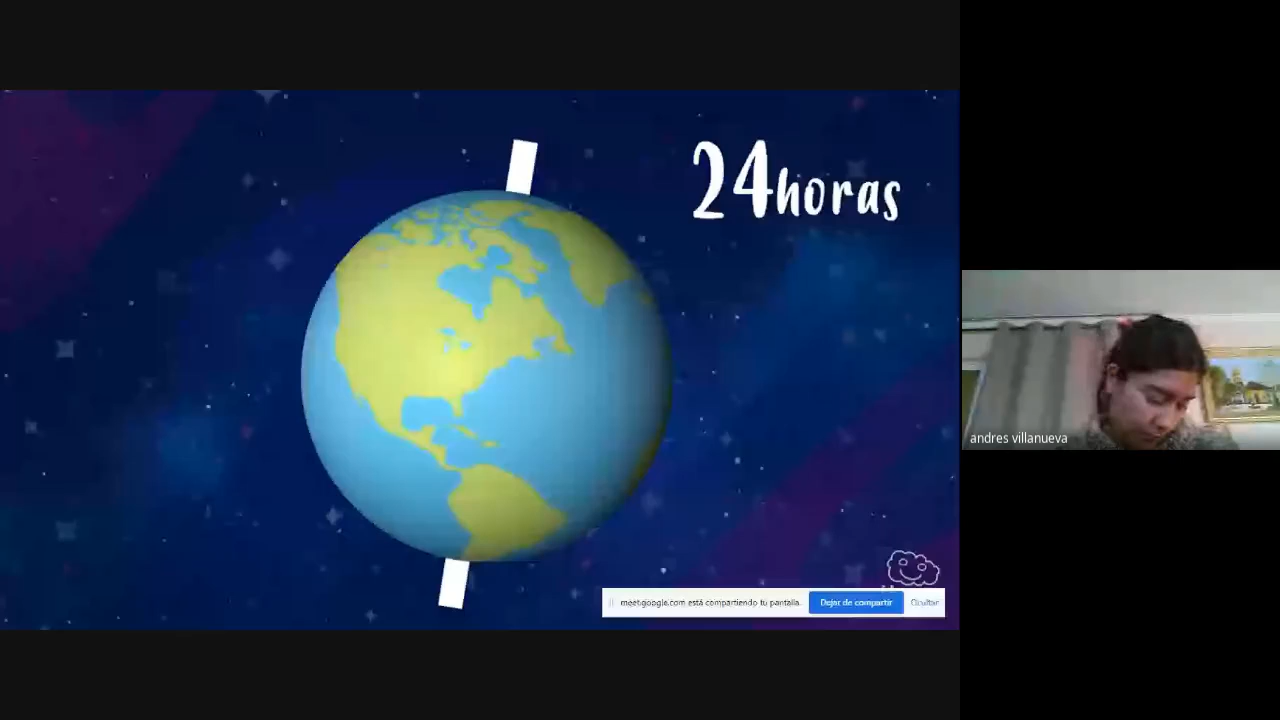 24horas
meet.google.com está compartiendo tu pantalla.
Dejar de compartir
Ocultar
andres villanueva